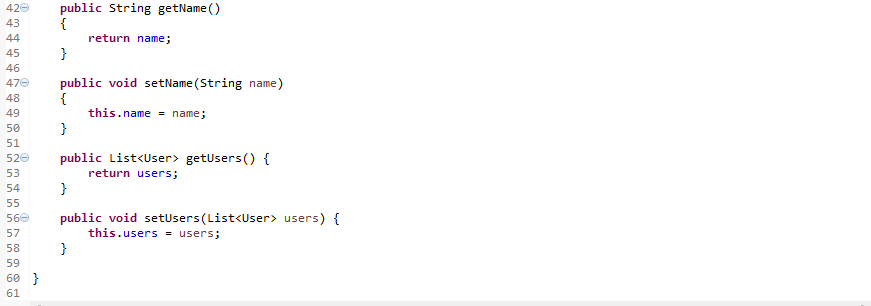 42 public String getName()
43 {
44 return name;
45 }
46
47 public void setName(String name)
48 {
49 this.name = name;
50 }
51
52 public List<User> getUsers() {
53 return users;
54 }
55
56 public void setUsers(List<User> users) {
57 this.users = users;
58 }
59
60 }
61